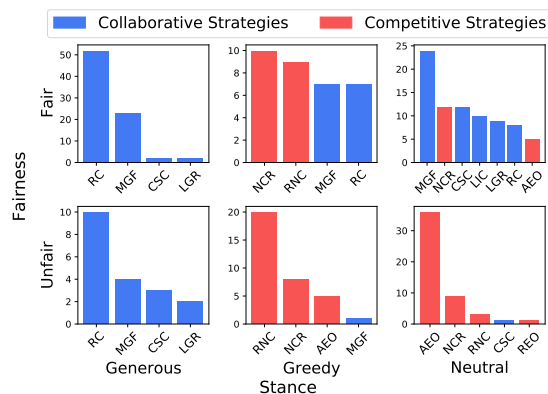 Collaborative Strategies Competitive Strategies
50 40 30 20 10 0
RC MGF CSC LGR
10 8 6 4 2 0
NCR RNC MGF RC
25 20 15 10 5 0
MGF NCR CSC LIC LGR RC AEO
Fair
Fairness
10 8 6 4 2 0
RC MGF CSC LGR
20 15 10 5 0
RNC NCR AEO MGF
30 20 10 0
AEO NCR RNC CSC REO
Unfair
Generous Greedy Neutral
Stance